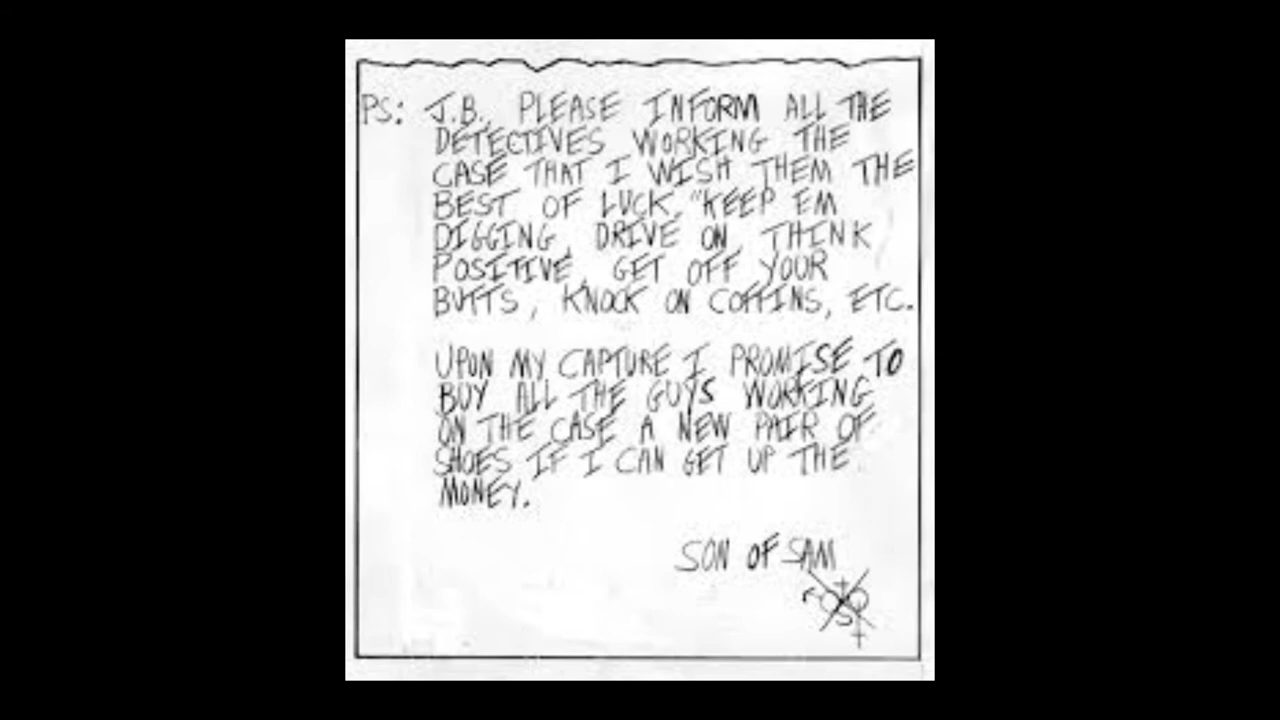 PS: J.B. PLEASE INFORM ALL THE
DETECTIVES WORKING THE
CASE THAT I WISH THEM THE
BEST OF LUCK. "KEEP EM
DIGGING, DRIVE ON, THINK
POSITIVE, GET OFF YOUR
BUTTS, KNOCK ON COFFINS, ETC.
UPON MY CAPTURE I PROMISE TO
BUY ALL THE GUYS WORKING
ON THE CASE A NEW PAIR OF
SHOES IF I CAN GET UP THE
MONEY.
SON OF SAM